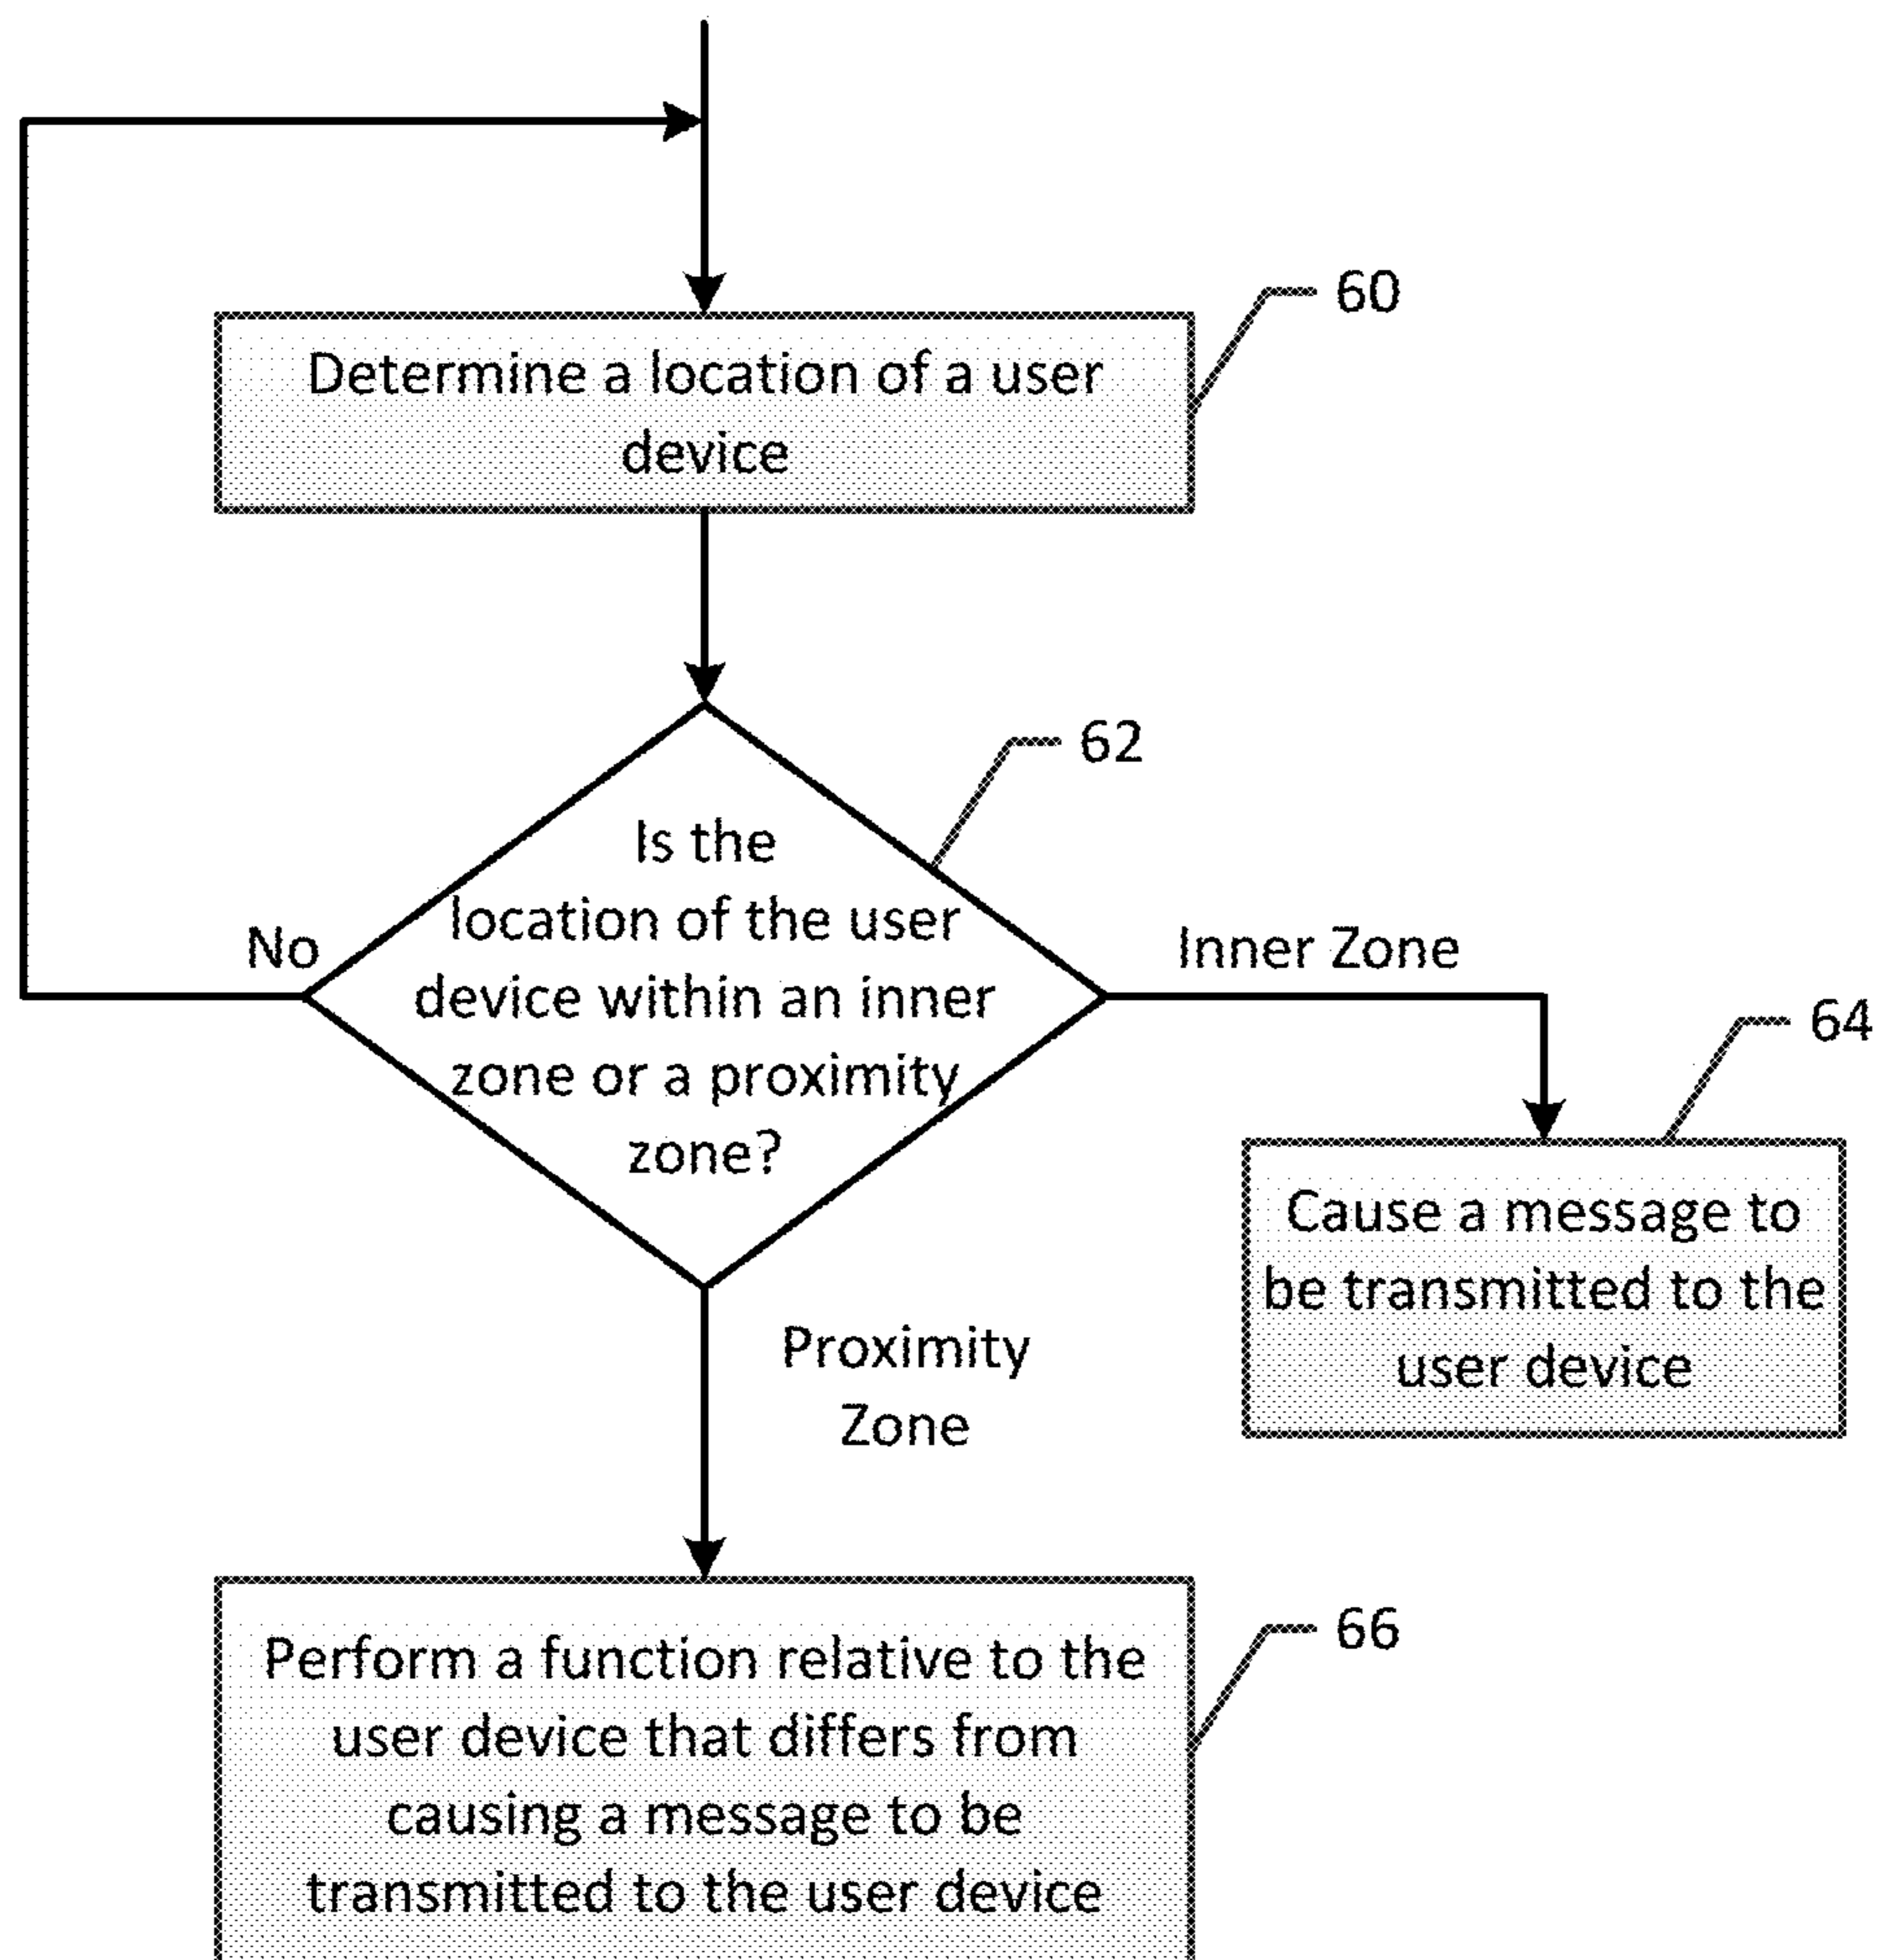 60
Determine a location of a user
device
62
Is the
location of the user
device within an inner
zone or a proximity
zone?
No
Inner Zone
64
Cause a message to
be transmitted to the
user device
Proximity
Zone
66
Perform a function relative to the
user device that differs from
causing a message to be
transmitted to the user device